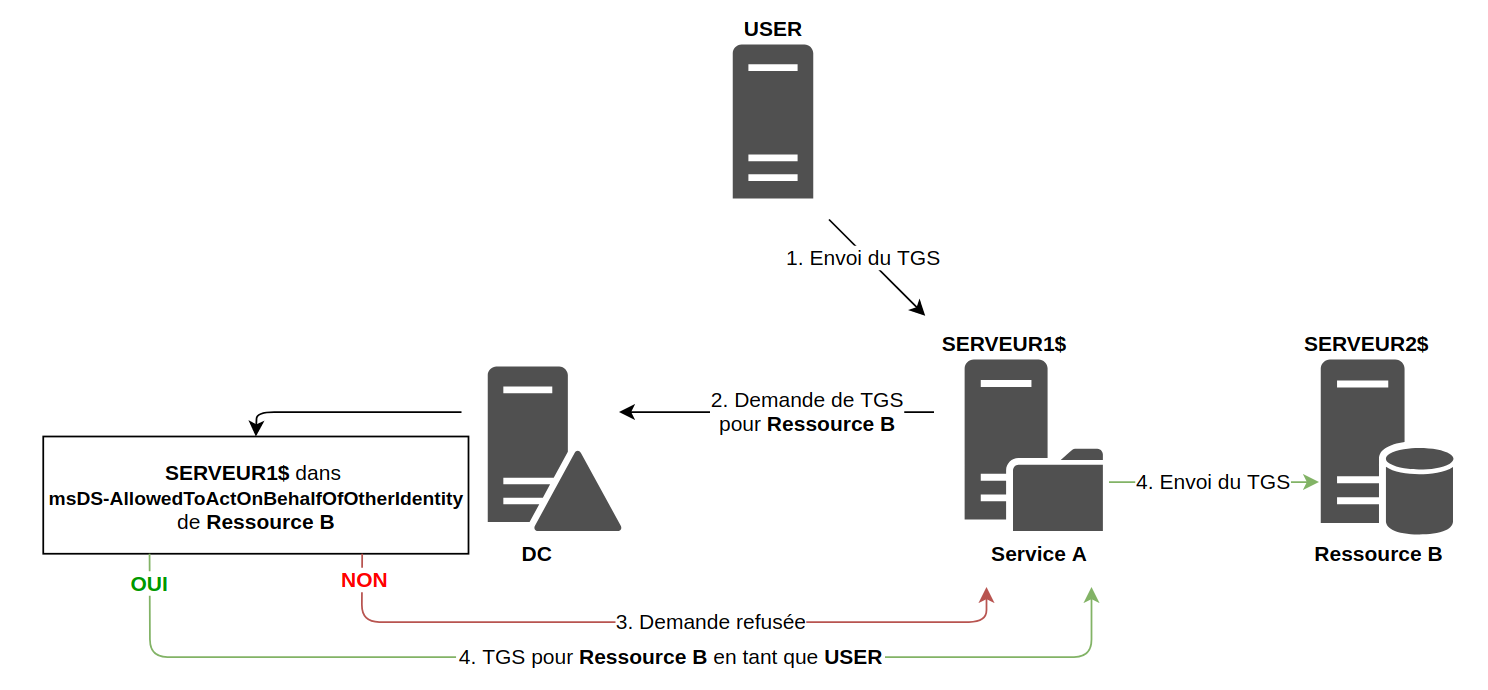 USER
1. Envoi du TGS
SERVEUR1$
SERVEUR2$
2. Demande de TGS
pour Ressource B
SERVEUR1$ dans
msDS-AllowedToActOnBehalfOfOtherIdentity
de Ressource B
4. Envoi du TGS
DC
Service A
Ressource B
OUI
NON
3. Demande refusée
4. TGS pour Ressource B en tant que USER